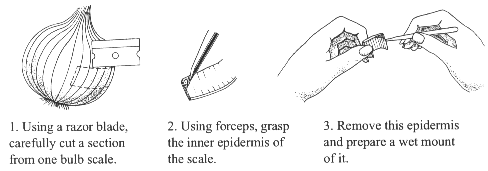 1. Using a razor blade,
carefully cut a section
from one bulb scale.
2. Using forceps, grasp
the inner epidermis of
the scale.
3. Remove this epidermis
and prepare a wet mount
of it.